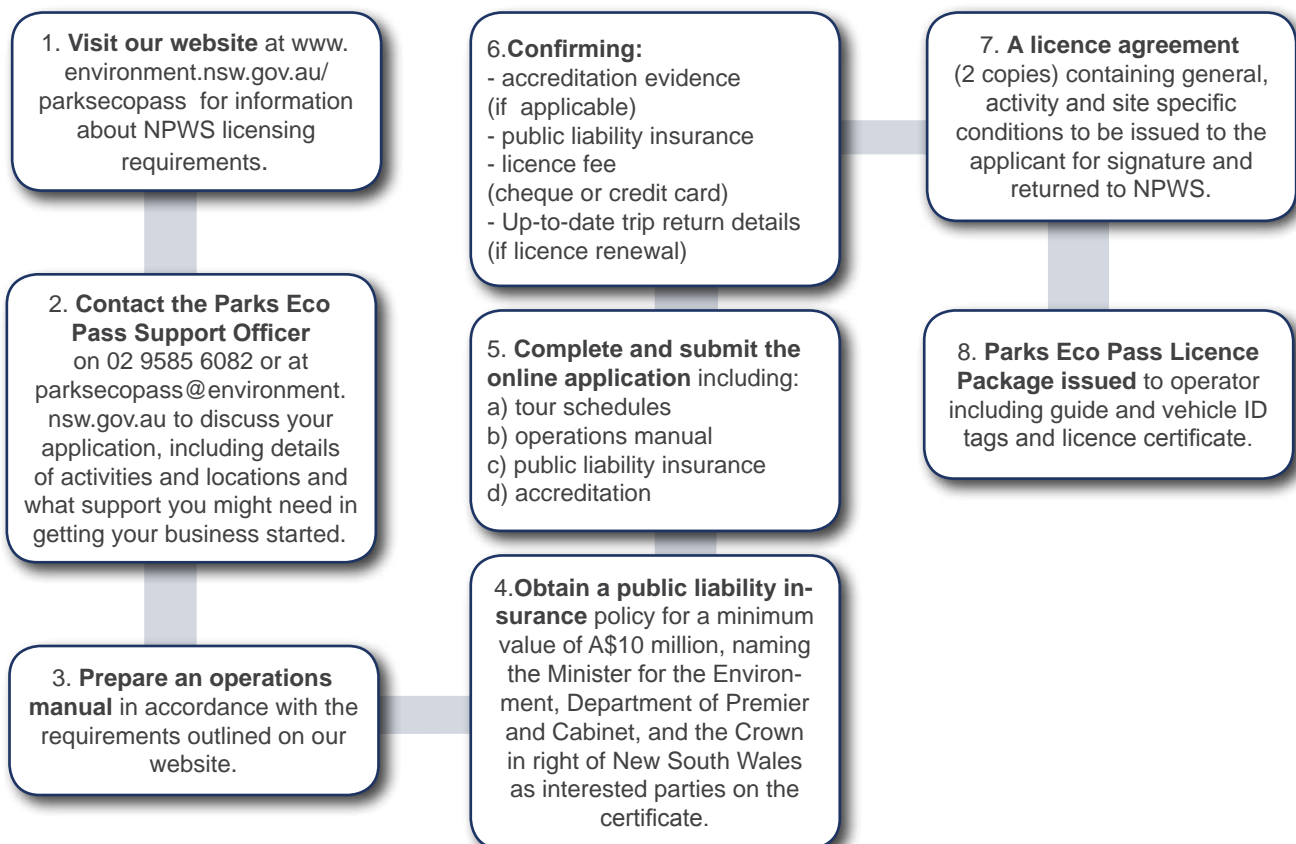 1. Visit our website at www.
environment.nsw.gov.au/
parksecopass for information
about NPWS licensing
requirements.
2. Contact the Parks Eco
Pass Support Officer
on 02 9585 6082 or at
parksecopass@environment.
nsw.gov.au to discuss your
application, including details
of activities and locations and
what support you might need in
getting your business started.
3. Prepare an operations
manual in accordance with the
requirements outlined on our
website.
4.Obtain a public liability in-
surance policy for a minimum
value of A$10 million, naming
the Minister for the Environ-
ment, Department of Premier
and Cabinet, and the Crown
in right of New South Wales
as interested parties on the
certificate.
5. Complete and submit the
online application including:
a) tour schedules
b) operations manual
c) public liability insurance
d) accreditation
6.Confirming:
- accreditation evidence
(if applicable)
- public liability insurance
- licence fee
(cheque or credit card)
- Up-to-date trip return details
(if licence renewal)
7. A licence agreement
(2 copies) containing general,
activity and site specific
conditions to be issued to the
applicant for signature and
returned to NPWS.
8. Parks Eco Pass Licence
Package issued to operator
including guide and vehicle ID
tags and licence certificate.